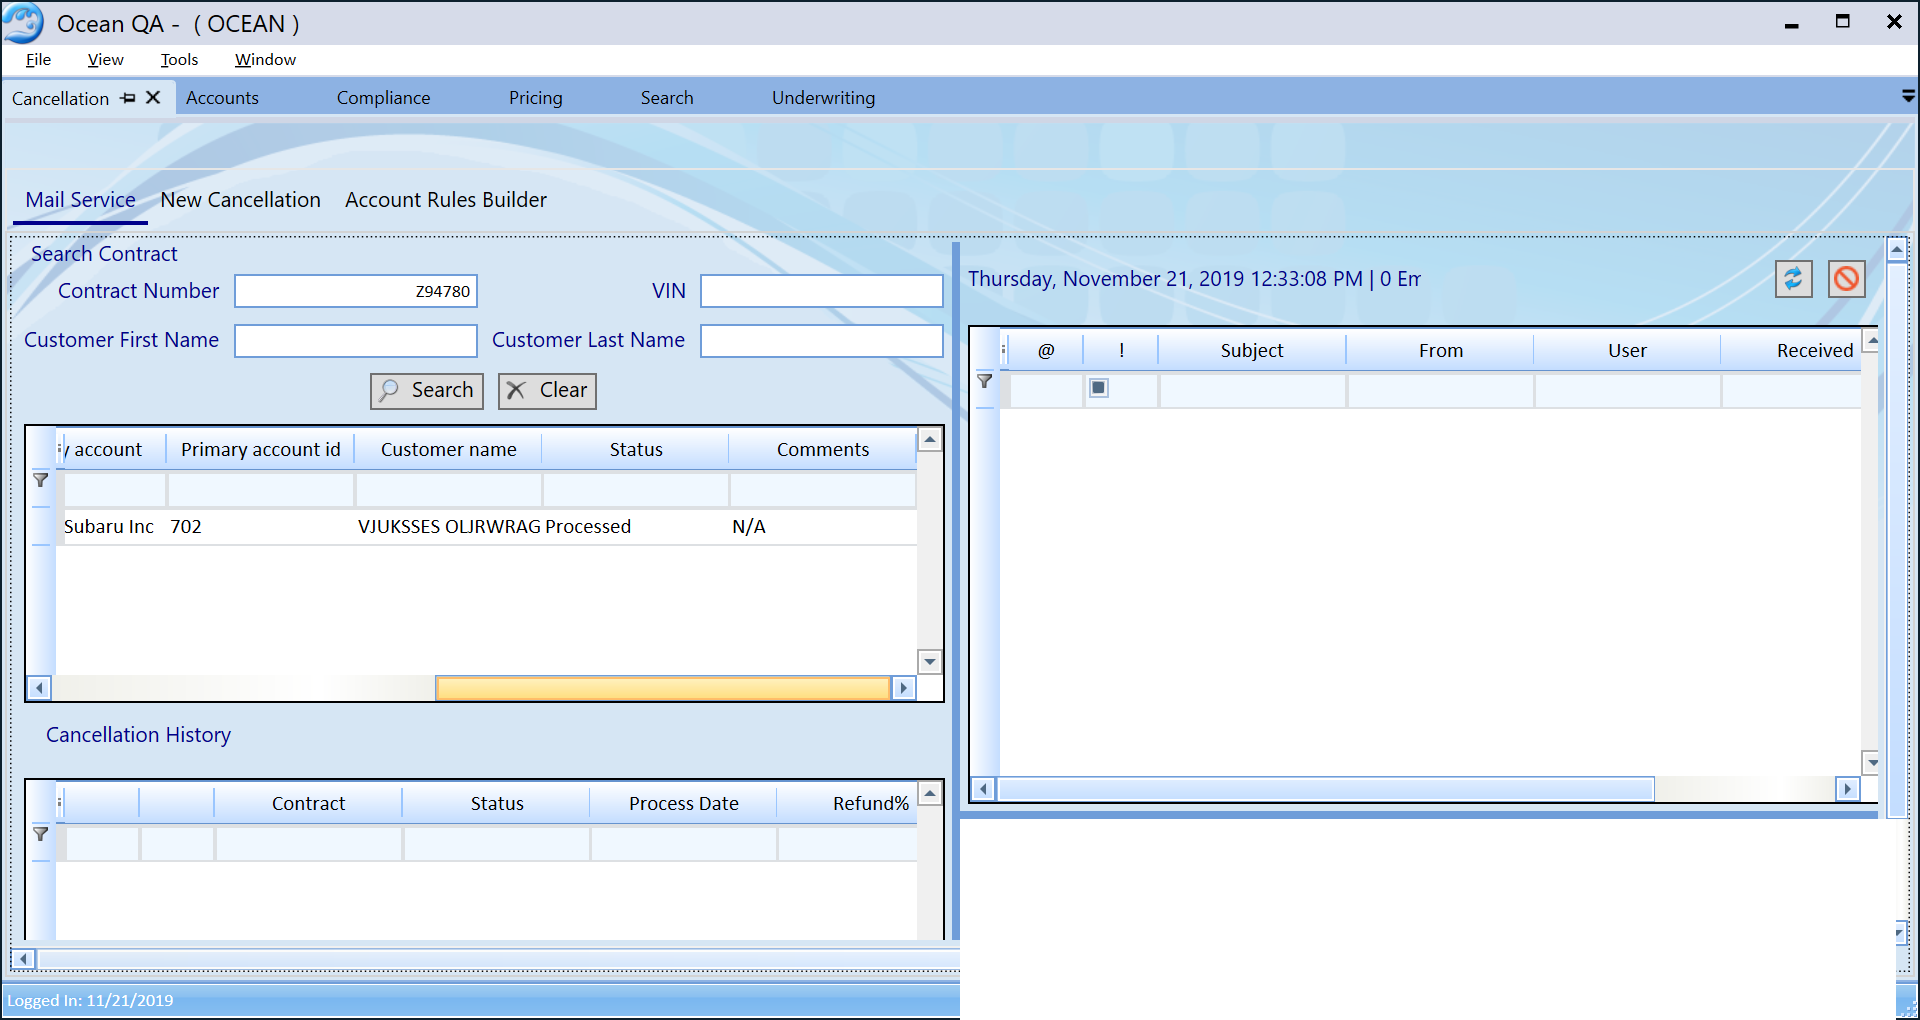 Ocean QA - ( OCEAN )
File View Tools Window
Cancellation Accounts Compliance Pricing Search Underwriting
Mail Service New Cancellation Account Rules Builder
Search Contract
Contract Number Z94780 VIN
Customer First Name Customer Last Name
Search Clear
y account Primary account id Customer name Status Comments
Subaru Inc 702 VJUKSSES OLJRWRAG Processed N/A
Cancellation History
Contract Status Process Date Refund%
Thursday, November 21, 2019 12:33:08 PM | 0 Em
@ ! Subject From User Received
Logged In: 11/21/2019